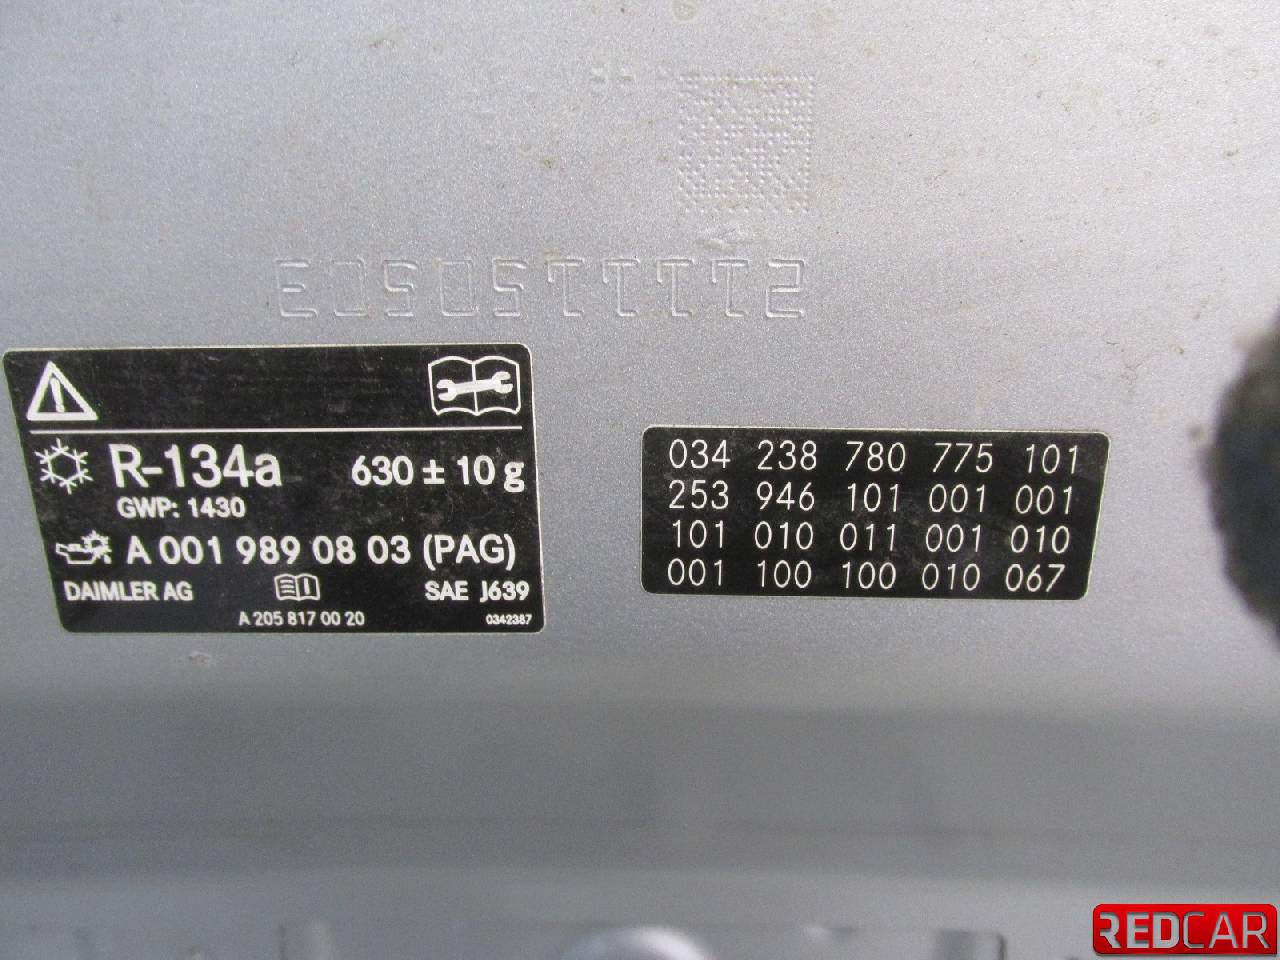 R-134a 630 ± 10 g
GWP: 1430
A 001 989 08 03 (PAG)
DAIMLER AG SAE J639
A 205 817 00 20 0342387
034 238 780 775 101
253 946 101 001 001
101 010 011 001 010
001 100 100 010 067
REDCAR